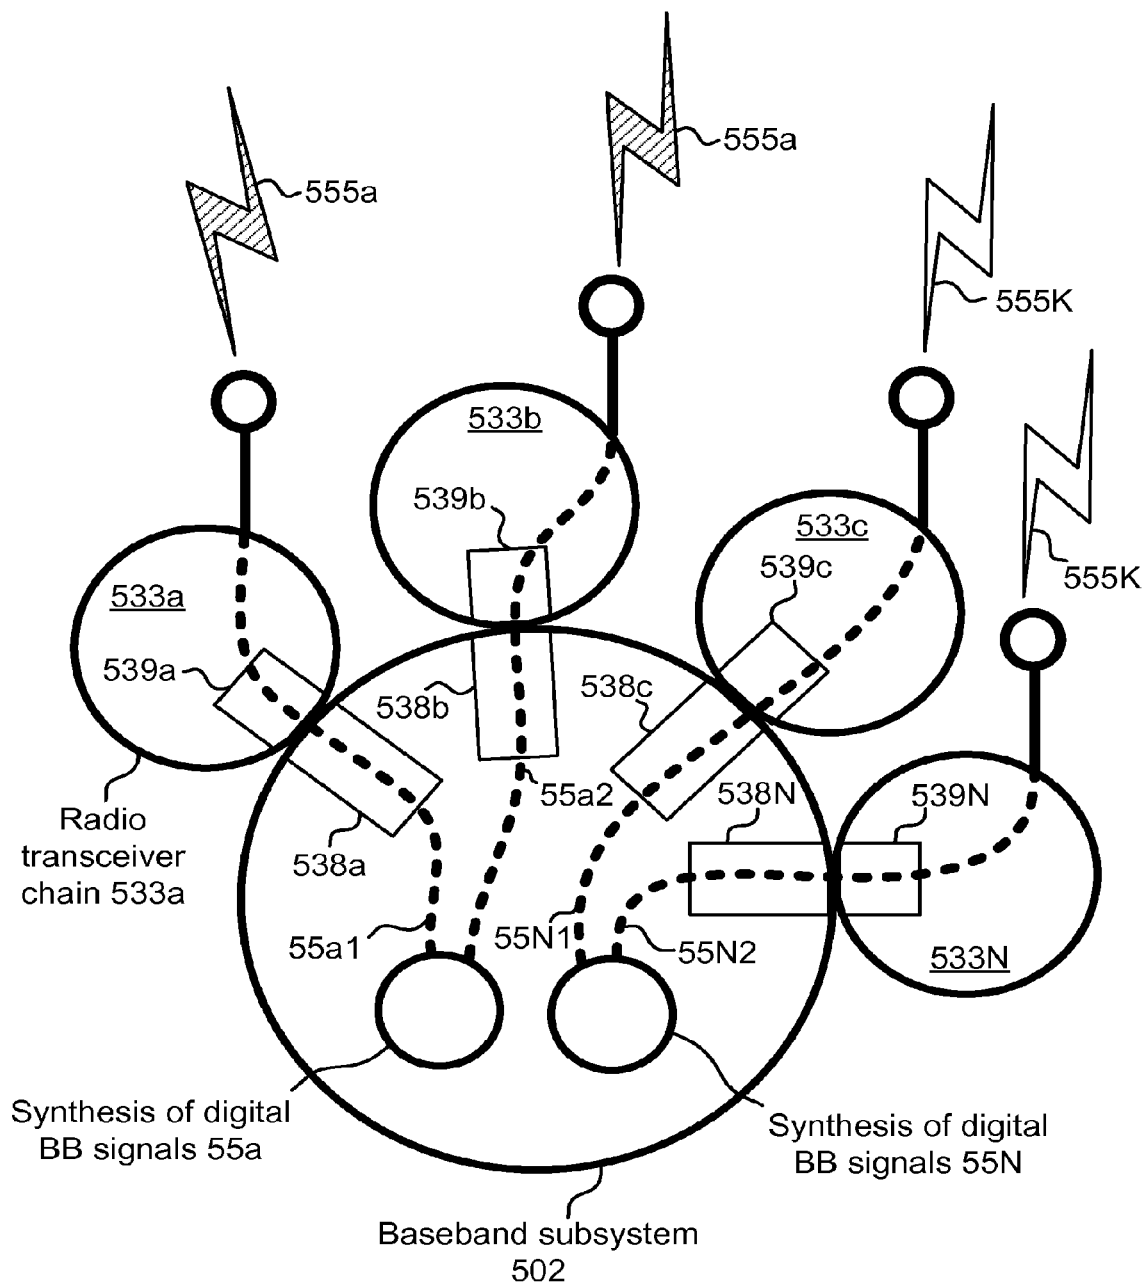 555a
555a
555K
533b
539b
533c
555K
539c
533a
539a
538c
538b
55a2
538N
539N
Radio
transceiver
chain 533a
538a
55a1
55N1
55N2
533N
Synthesis of digital
BB signals 55a
Synthesis of digital
BB signals 55N
Baseband subsystem
502